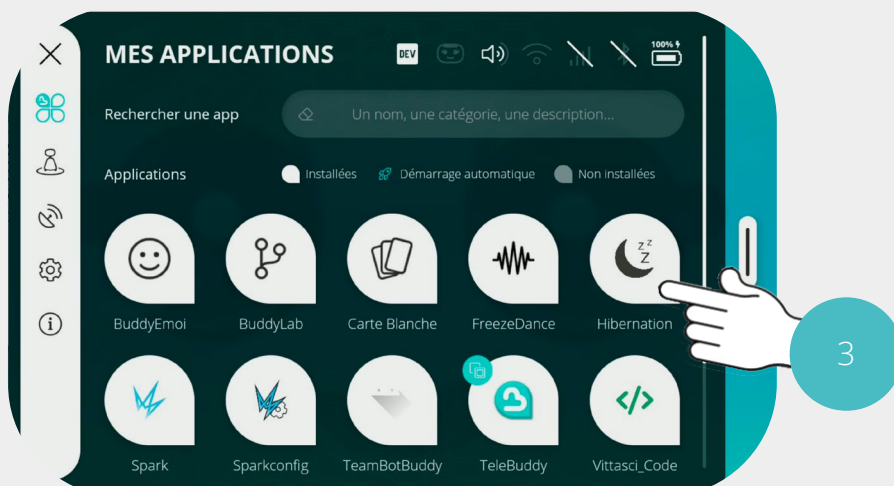 MES APPLICATIONS
DEV
100%
Rechercher une app
Un nom, une catégorie, une description...
Applications
Installées
Démarrage automatique
Non installées
z z
Z
BuddyEmoi
BuddyLab
Carte Blanche
FreezeDance
Hibernation
3
Spark
Sparkconfig
TeamBotBuddy
TeleBuddy
Vittasci_Code